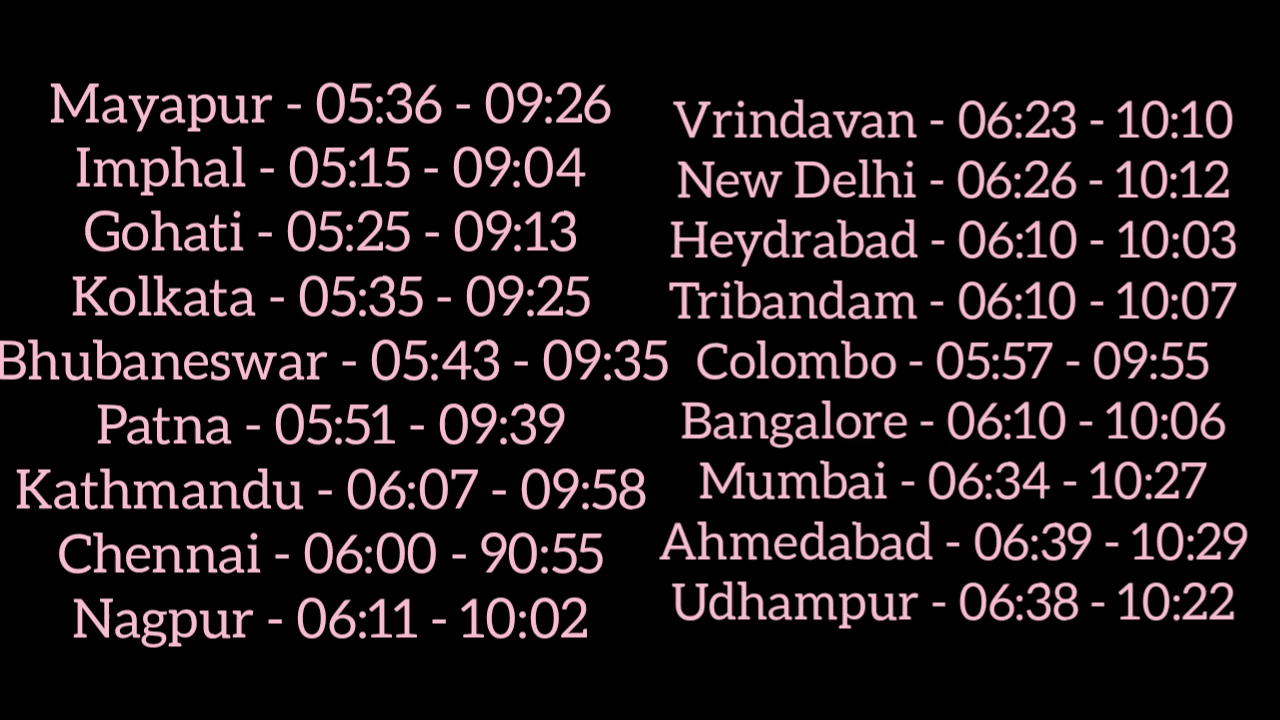 Mayapur - 05:36 - 09:26
Imphal - 05:15 - 09:04
Gohati - 05:25 - 09:13
Kolkata - 05:35 - 09:25
Bhubaneswar - 05:43 - 09:35
Patna - 05:51 - 09:39
Kathmandu - 06:07 - 09:58
Chennai - 06:00 - 90:55
Nagpur - 06:11 - 10:02
Vrindavan - 06:23 - 10:10
New Delhi - 06:26 - 10:12
Heydrabad - 06:10 - 10:03
Tribandam - 06:10 - 10:07
Colombo - 05:57 - 09:55
Bangalore - 06:10 - 10:06
Mumbai - 06:34 - 10:27
Ahmedabad - 06:39 - 10:29
Udhampur - 06:38 - 10:22